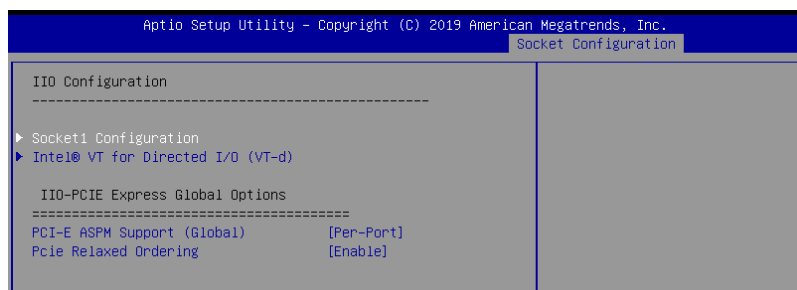 Aptio Setup Utility – Copyright (C) 2019 American Megatrends, Inc.
Socket Configuration
IIO Configuration
--------------------------------------------------
Socket1 Configuration
Intel® VT for Directed I/O (VT-d)
IIO-PCIE Express Global Options
========================================
PCI-E ASPM Support (Global) [Per-Port]
Pcie Relaxed Ordering [Enable]